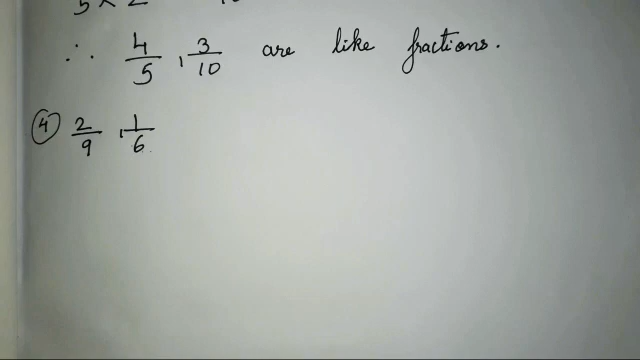 ∴ 4/5 , 3/10 are like fractions.
④ 2/9 , 1/6